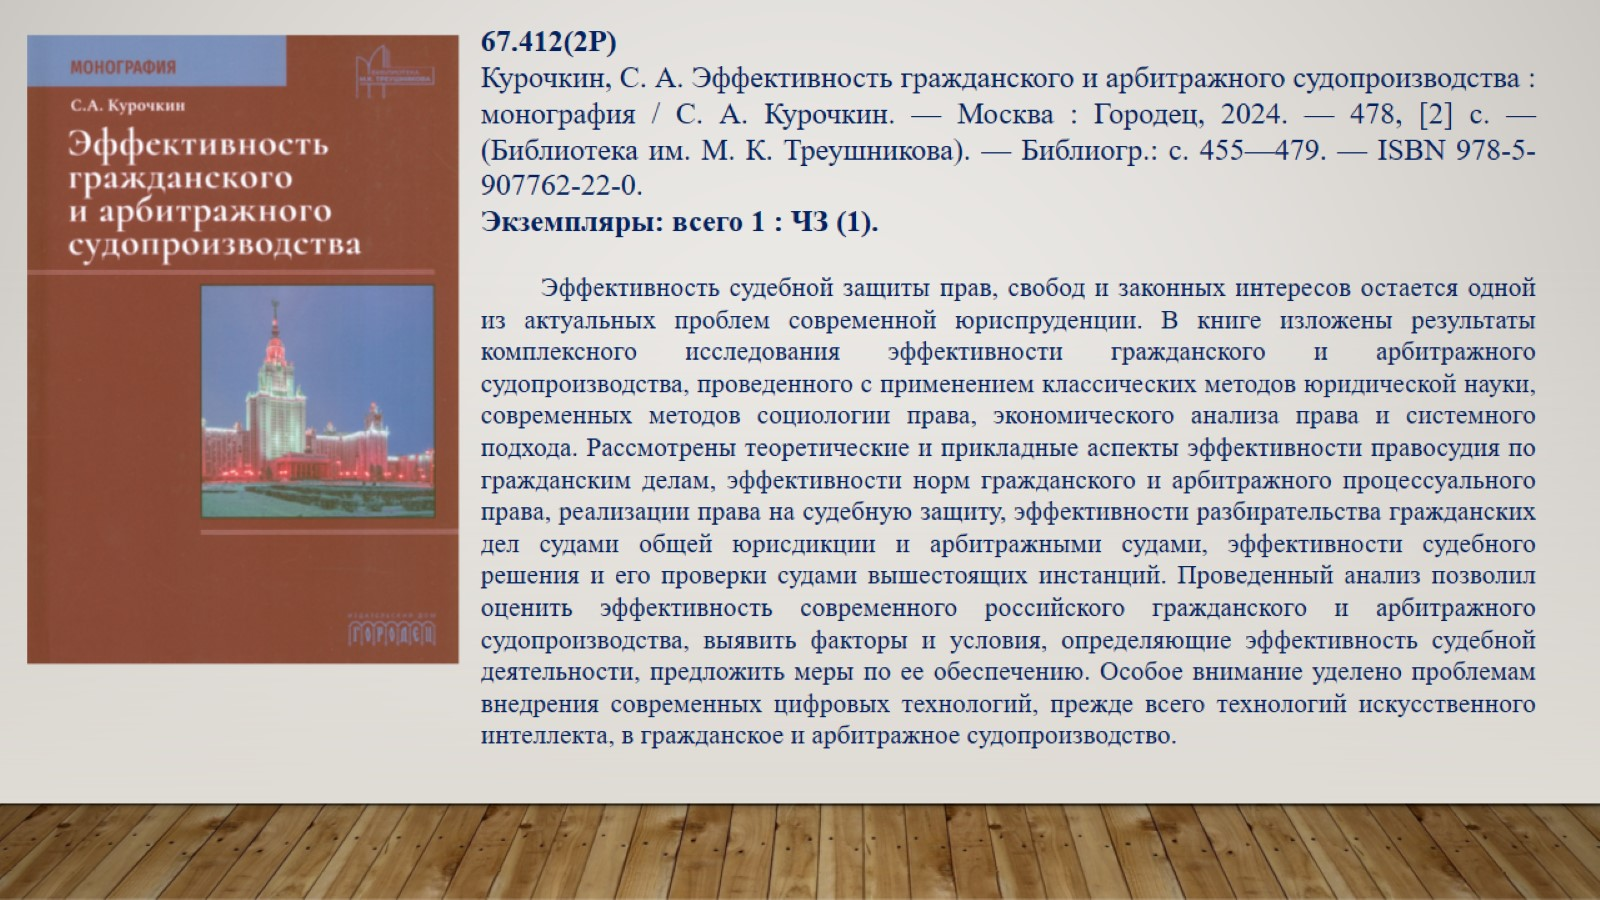 МОНОГРАФИЯ
БИБЛИОТЕКА
М.К. ТРЕУШНИКОВА
С.А. Курочкин
Эффективность
гражданского
и арбитражного
судопроизводства
ИЗДАТЕЛЬСКИЙ ДОМ
ГОРОДЕЦ
67.412(2Р)
Курочкин, С. А. Эффективность гражданского и арбитражного судопроизводства :
монография / С. А. Курочкин. — Москва : Городец, 2024. — 478, [2] с. —
(Библиотека им. М. К. Треушникова). — Библиогр.: с. 455—479. — ISBN 978-5-
907762-22-0.
Экземпляры: всего 1 : ЧЗ (1).
Эффективность судебной защиты прав, свобод и законных интересов остается одной
из актуальных проблем современной юриспруденции. В книге изложены результаты
комплексного исследования эффективности гражданского и арбитражного
судопроизводства, проведенного с применением классических методов юридической науки,
современных методов социологии права, экономического анализа права и системного
подхода. Рассмотрены теоретические и прикладные аспекты эффективности правосудия по
гражданским делам, эффективности норм гражданского и арбитражного процессуального
права, реализации права на судебную защиту, эффективности разбирательства гражданских
дел судами общей юрисдикции и арбитражными судами, эффективности судебного
решения и его проверки судами вышестоящих инстанций. Проведенный анализ позволил
оценить эффективность современного российского гражданского и арбитражного
судопроизводства, выявить факторы и условия, определяющие эффективность судебной
деятельности, предложить меры по ее обеспечению. Особое внимание уделено проблемам
внедрения современных цифровых технологий, прежде всего технологий искусственного
интеллекта, в гражданское и арбитражное судопроизводство.